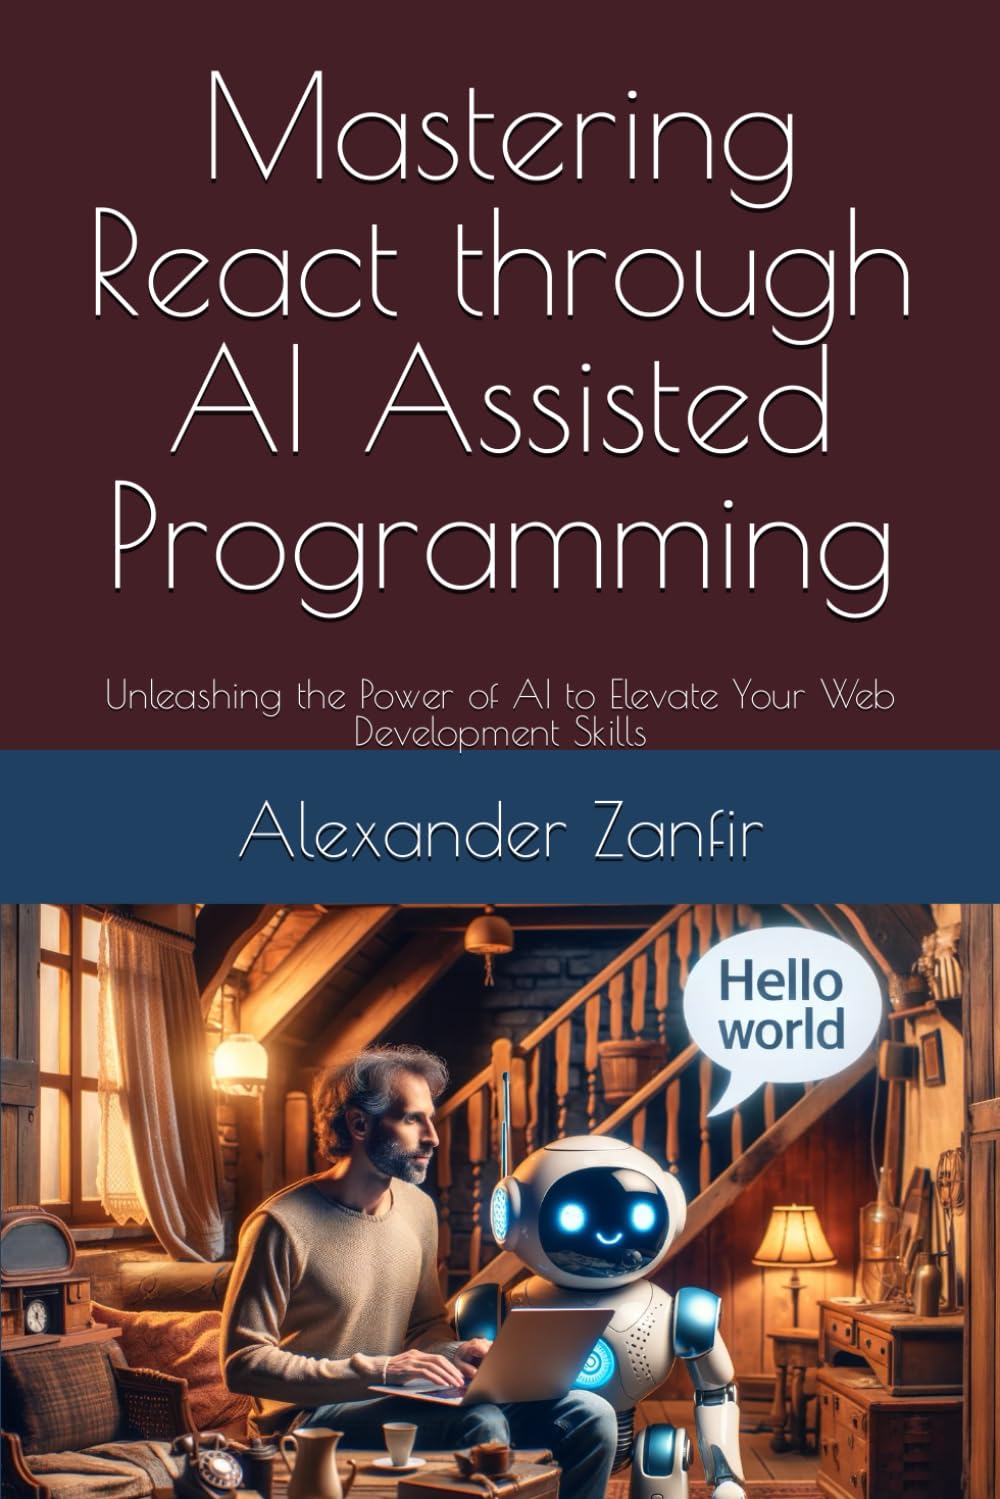 Mastering
React through
AI Assisted
Programming
Unleashing the Power of AI to Elevate Your Web
Development Skills
Alexander Zanfir
Hello
world